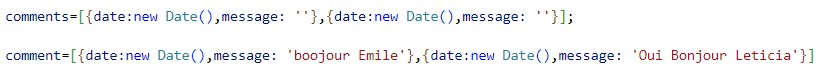 comments=[{date:new Date(),message: ''},{date:new Date(),message: ''}];
comment=[{date:new Date(),message: 'boojour Emile'},{date:new Date(),message: 'Oui Bonjour Leticia'}]